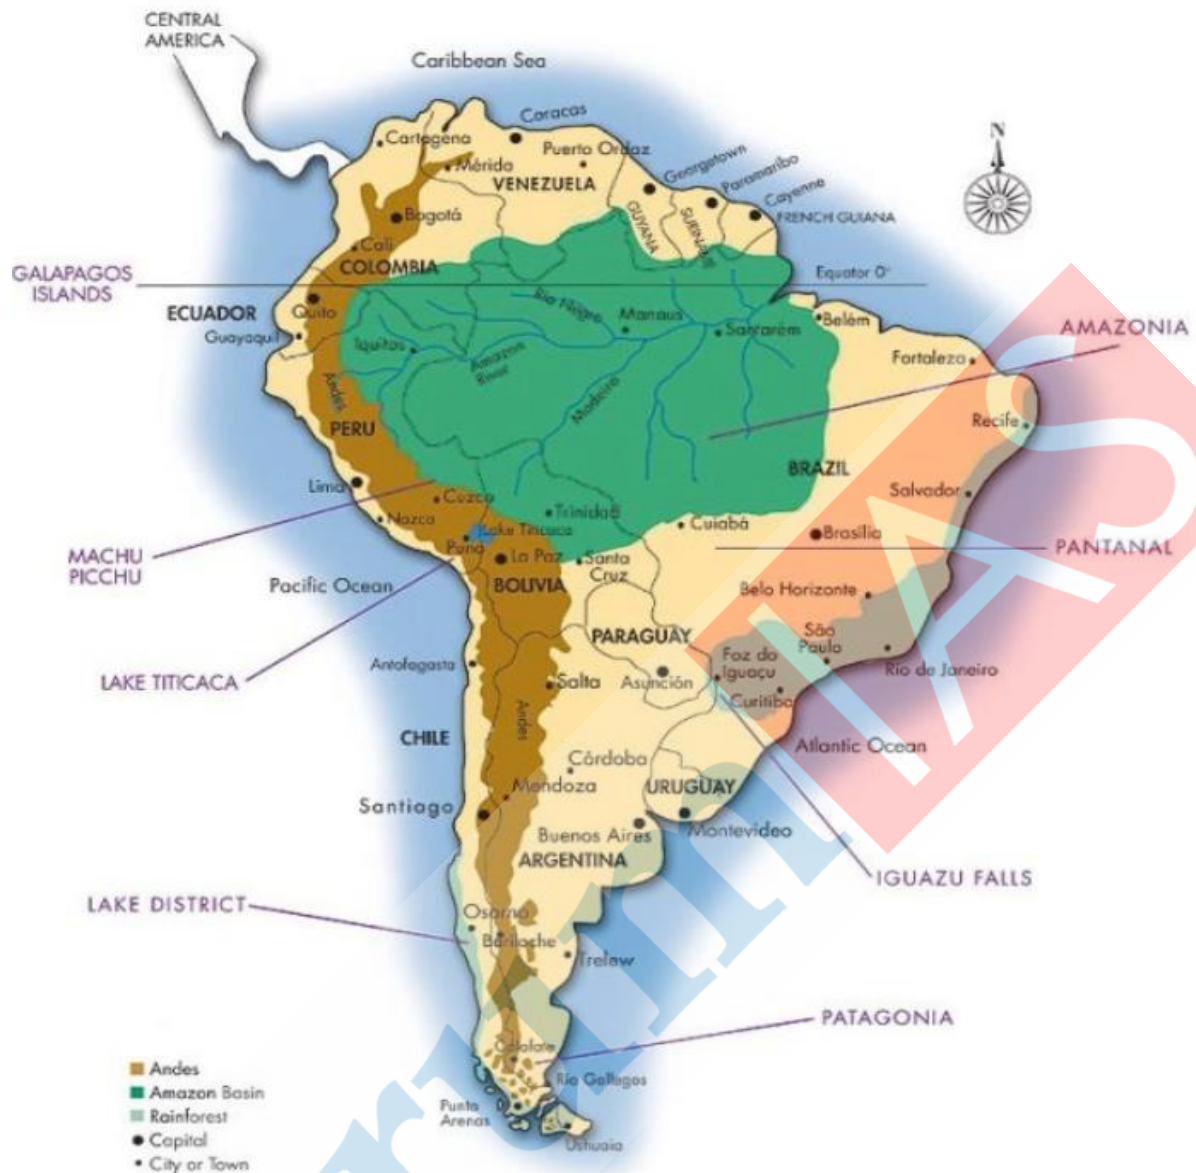 CENTRAL
AMERICA
Caribbean Sea
Caracas
Cartagena
Puerto Ordaz
Georgetown
Mérida
Paramaribo
VENEZUELA
Cayenne
Bogotá
GUYANA
SURINAME
FRENCH GUIANA
Cali
COLOMBIA
N
GALAPAGOS
ISLANDS
Equator 0°
ECUADOR
Quito
Rio Negro
Manaus
Santarém
Belém
AMAZONIA
Guayaquil
Iquitos
Amazon
River
Fortaleza
Andes
Madeira
PERU
Recife
BRAZIL
Lima
Cuzco
Salvador
Nazca
Trinidad
Cuiabá
Brasília
Lake Titicaca
Puno
MACHU
PICCHU
La Paz
Santa
Cruz
PANTANAL
Pacific Ocean
BOLIVIA
Belo Horizonte
PARAGUAY
São
Paulo
Antofagasta
Foz do
Iguaçu
Rio de Janeiro
LAKE TITICACA
Salta
Asunción
Curitiba
Andes
CHILE
Atlantic Ocean
Córdoba
Mendoza
URUGUAY
Santiago
Buenos Aires
Montevideo
ARGENTINA
IGUAZU FALLS
LAKE DISTRICT
Osorno
Bariloche
Trelew
PATAGONIA
Calafate
Río Gallegos
Punta
Arenas
Ushuaia
Andes
Amazon Basin
Rainforest
Capital
City or Town
rum
IAS